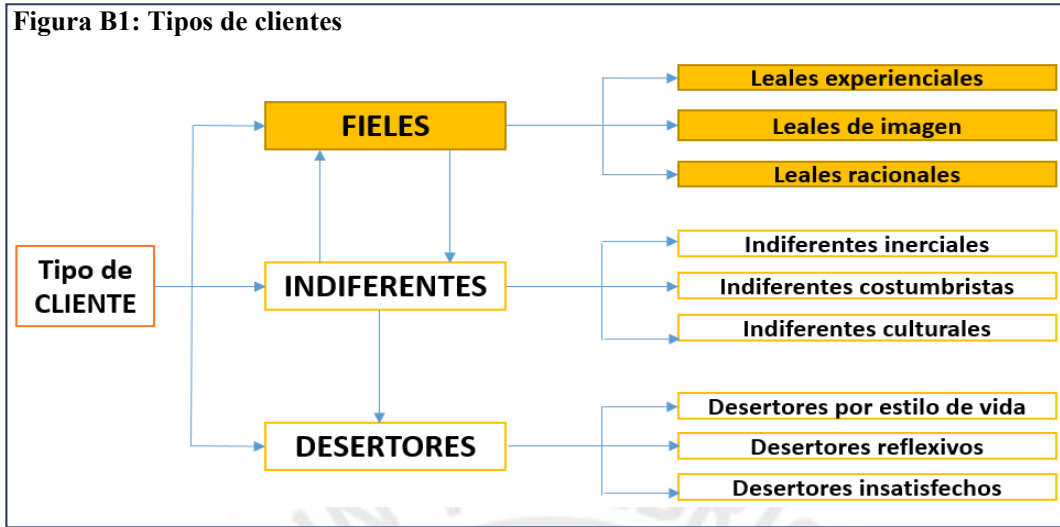 Figura B1: Tipos de clientes
Tipo de
CLIENTE
FIELES
Leales experienciales
Leales de imagen
Leales racionales
INDIFERENTES
Indiferentes inerciales
Indiferentes costumbristas
Indiferentes culturales
DESERTORES
Desertores por estilo de vida
Desertores reflexivos
Desertores insatisfechos